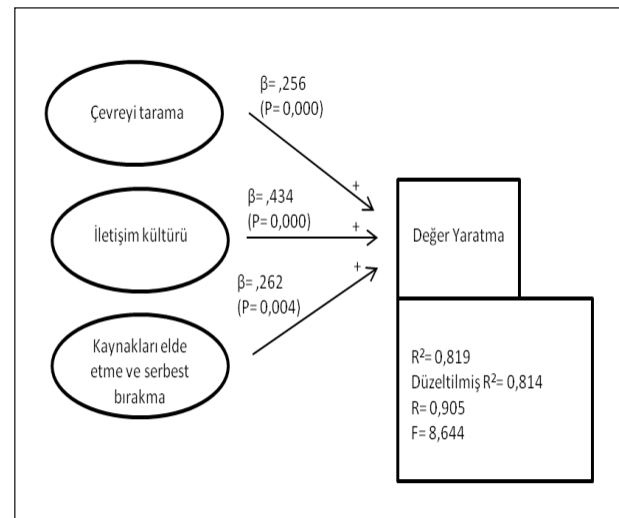 Çevreyi tarama
β= ,256
(P= 0,000)
+
İletişim kültürü
β= ,434
(P= 0,000)
+
Kaynakları elde
etme ve serbest
bırakma
β= ,262
(P= 0,004)
+
Değer Yaratma
R²= 0,819
Düzeltilmiş R²= 0,814
R= 0,905
F= 8,644